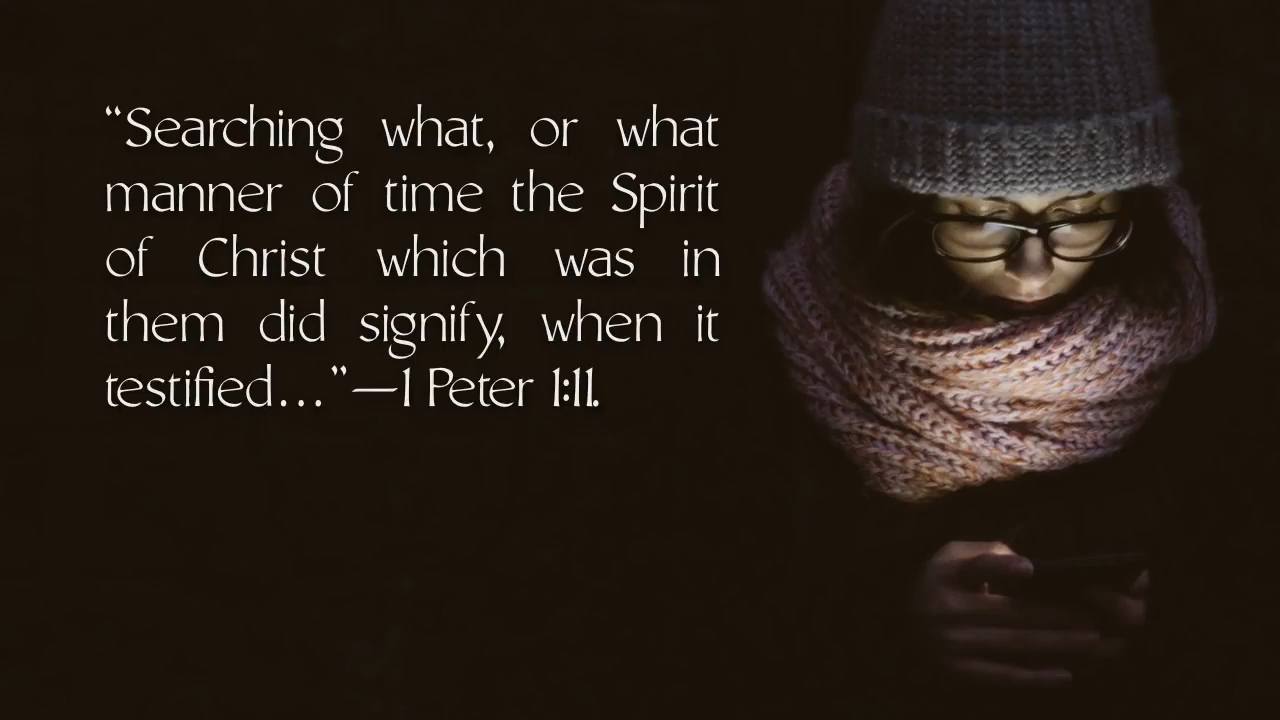 “Searching what, or what
manner of time the Spirit
of Christ which was in
them did signify, when it
testified…”—1 Peter 1:11.